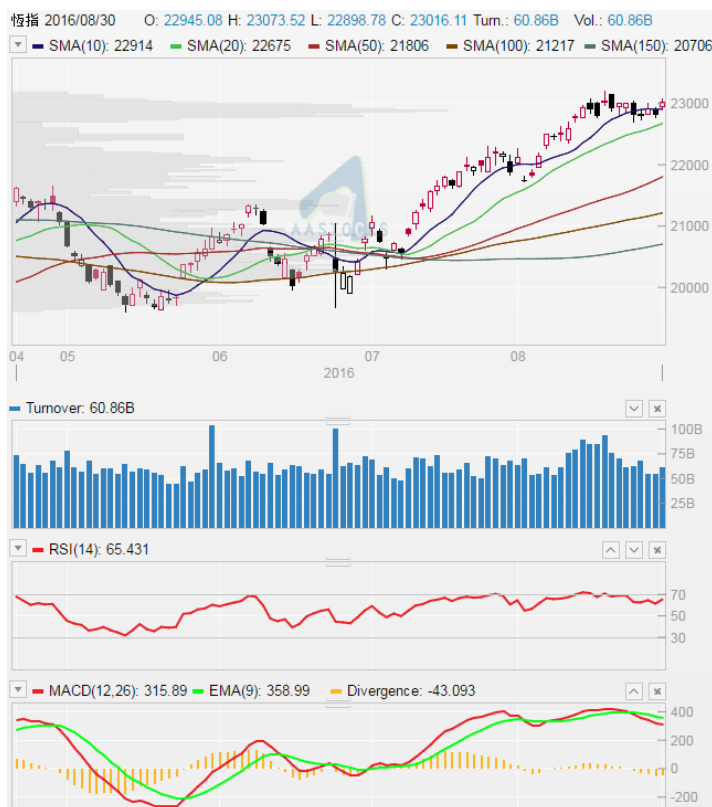 恆指 2016/08/30 O: 22945.08 H: 23073.52 L: 22898.78 C: 23016.11 Turn.: 60.86B Vol.: 60.86B
SMA(10): 22914 SMA(20): 22675 SMA(50): 21806 SMA(100): 21217 SMA(150): 20706
23000
22000
AASTOCKS
21000
20000
04 05 06 07 08
2016
Turnover: 60.86B
100B
75B
50B
25B
RSI(14): 65.431
70
50
30
MACD(12,26): 315.89 EMA(9): 358.99 Divergence: -43.093
400
200
0
-200